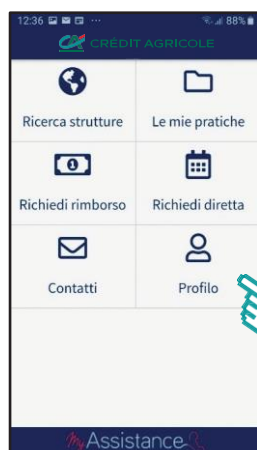 12:36 ... 88%
CRÉDIT AGRICOLE
Ricerca strutture Le mie pratiche
Richiedi rimborso Richiedi diretta
Contatti Profilo
MyAssistance